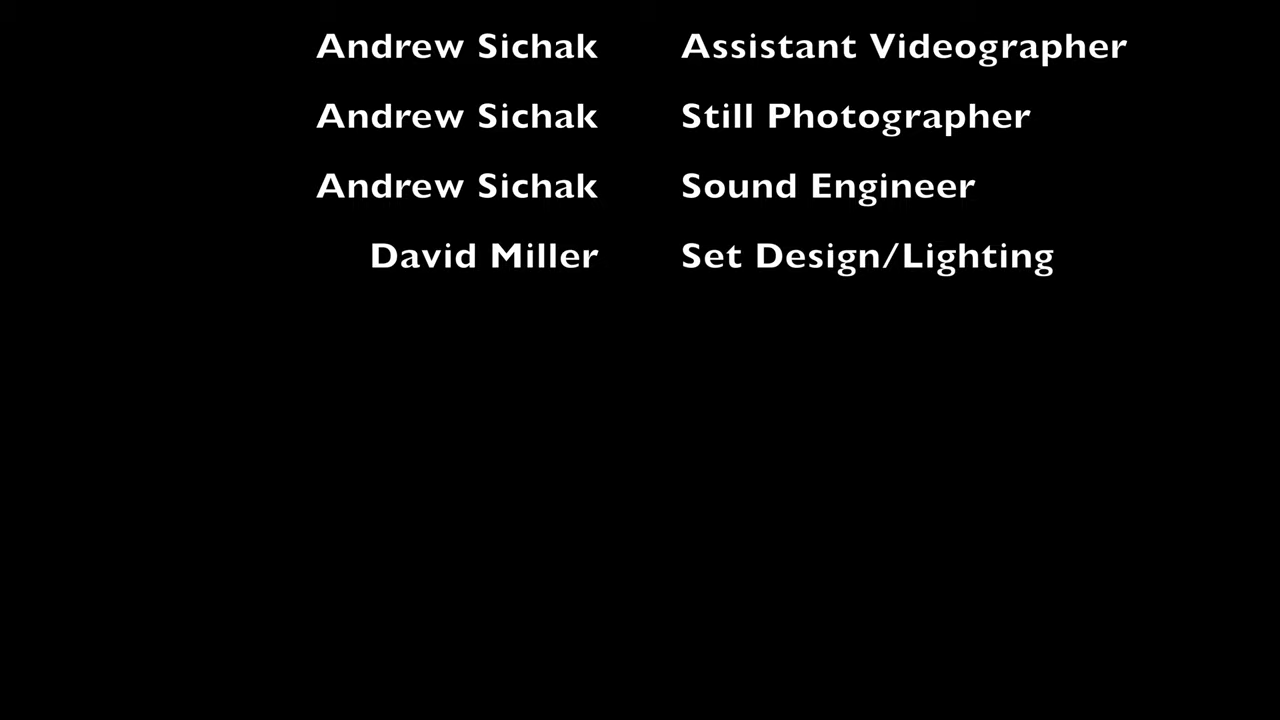 Andrew Sichak Assistant Videographer
Andrew Sichak Still Photographer
Andrew Sichak Sound Engineer
David Miller Set Design/Lighting